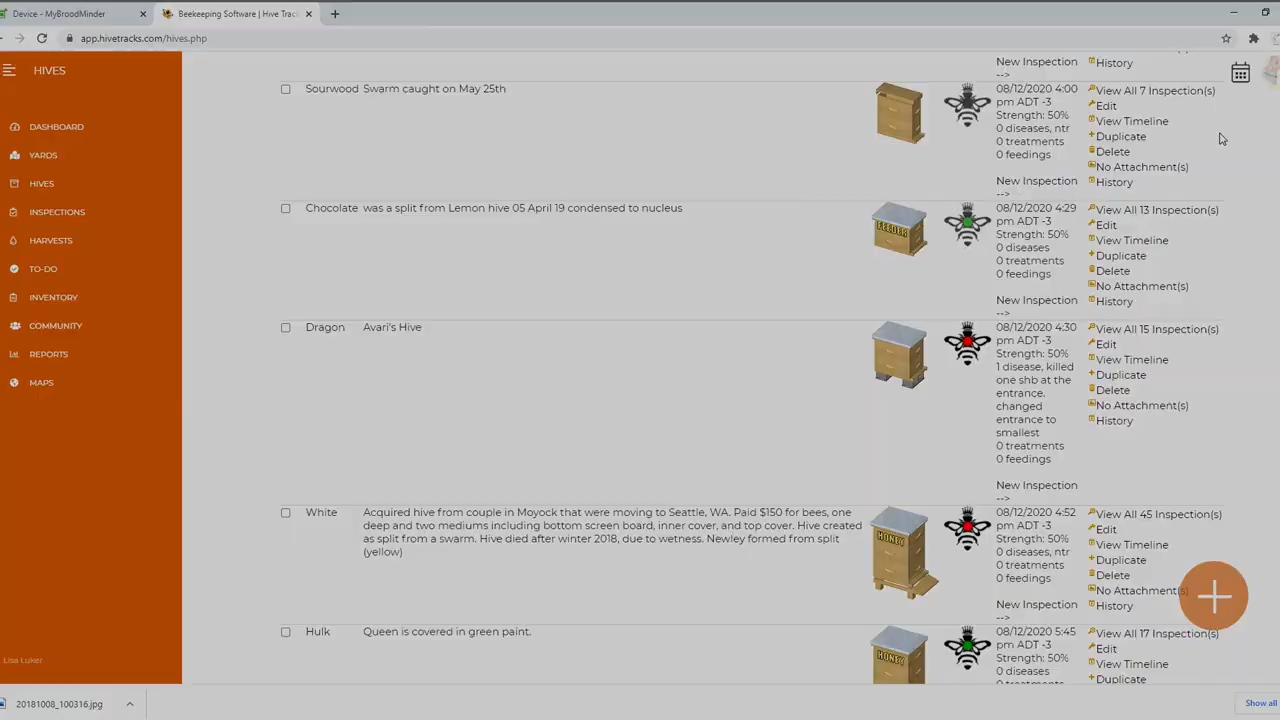 Device - MyBroodMinder
Beekeeping Software | Hive Trac
app.hivetracks.com/hives.php
HIVES
DASHBOARD
YARDS
HIVES
INSPECTIONS
HARVESTS
TO-DO
INVENTORY
COMMUNITY
REPORTS
MAPS
Lisa Luker
New Inspection
-->
History
Sourwood
Swarm caught on May 25th
08/12/2020 4:00
pm ADT -3
Strength: 50%
0 diseases, ntr
0 treatments
0 feedings
New Inspection
-->
View All 7 Inspection(s)
Edit
View Timeline
Duplicate
Delete
No Attachment(s)
History
Chocolate
was a split from Lemon hive 05 April 19 condensed to nucleus
FEEDER
08/12/2020 4:29
pm ADT -3
Strength: 50%
0 diseases
0 treatments
0 feedings
New Inspection
-->
View All 13 Inspection(s)
Edit
View Timeline
Duplicate
Delete
No Attachment(s)
History
Dragon
Avari's Hive
08/12/2020 4:30
pm ADT -3
Strength: 50%
1 disease, killed
one shb at the
entrance.
changed
entrance to
smallest
0 treatments
0 feedings
New Inspection
-->
View All 15 Inspection(s)
Edit
View Timeline
Duplicate
Delete
No Attachment(s)
History
White
Acquired hive from couple in Moyock that were moving to Seattle, WA. Paid $150 for bees, one
deep and two mediums including bottom screen board, inner cover, and top cover. Hive created
as split from a swarm. Hive died after winter 2018, due to wetness. Newley formed from split
(yellow)
HONEY
08/12/2020 4:52
pm ADT -3
Strength: 50%
0 diseases, ntr
0 treatments
0 feedings
New Inspection
-->
View All 45 Inspection(s)
Edit
View Timeline
Duplicate
Delete
No Attachment(s)
History
Hulk
Queen is covered in green paint.
HONEY
08/12/2020 5:45
pm ADT -3
Strength: 50%
View All 17 Inspection(s)
Edit
View Timeline
Duplicate
20181008_100316.jpg
Show all